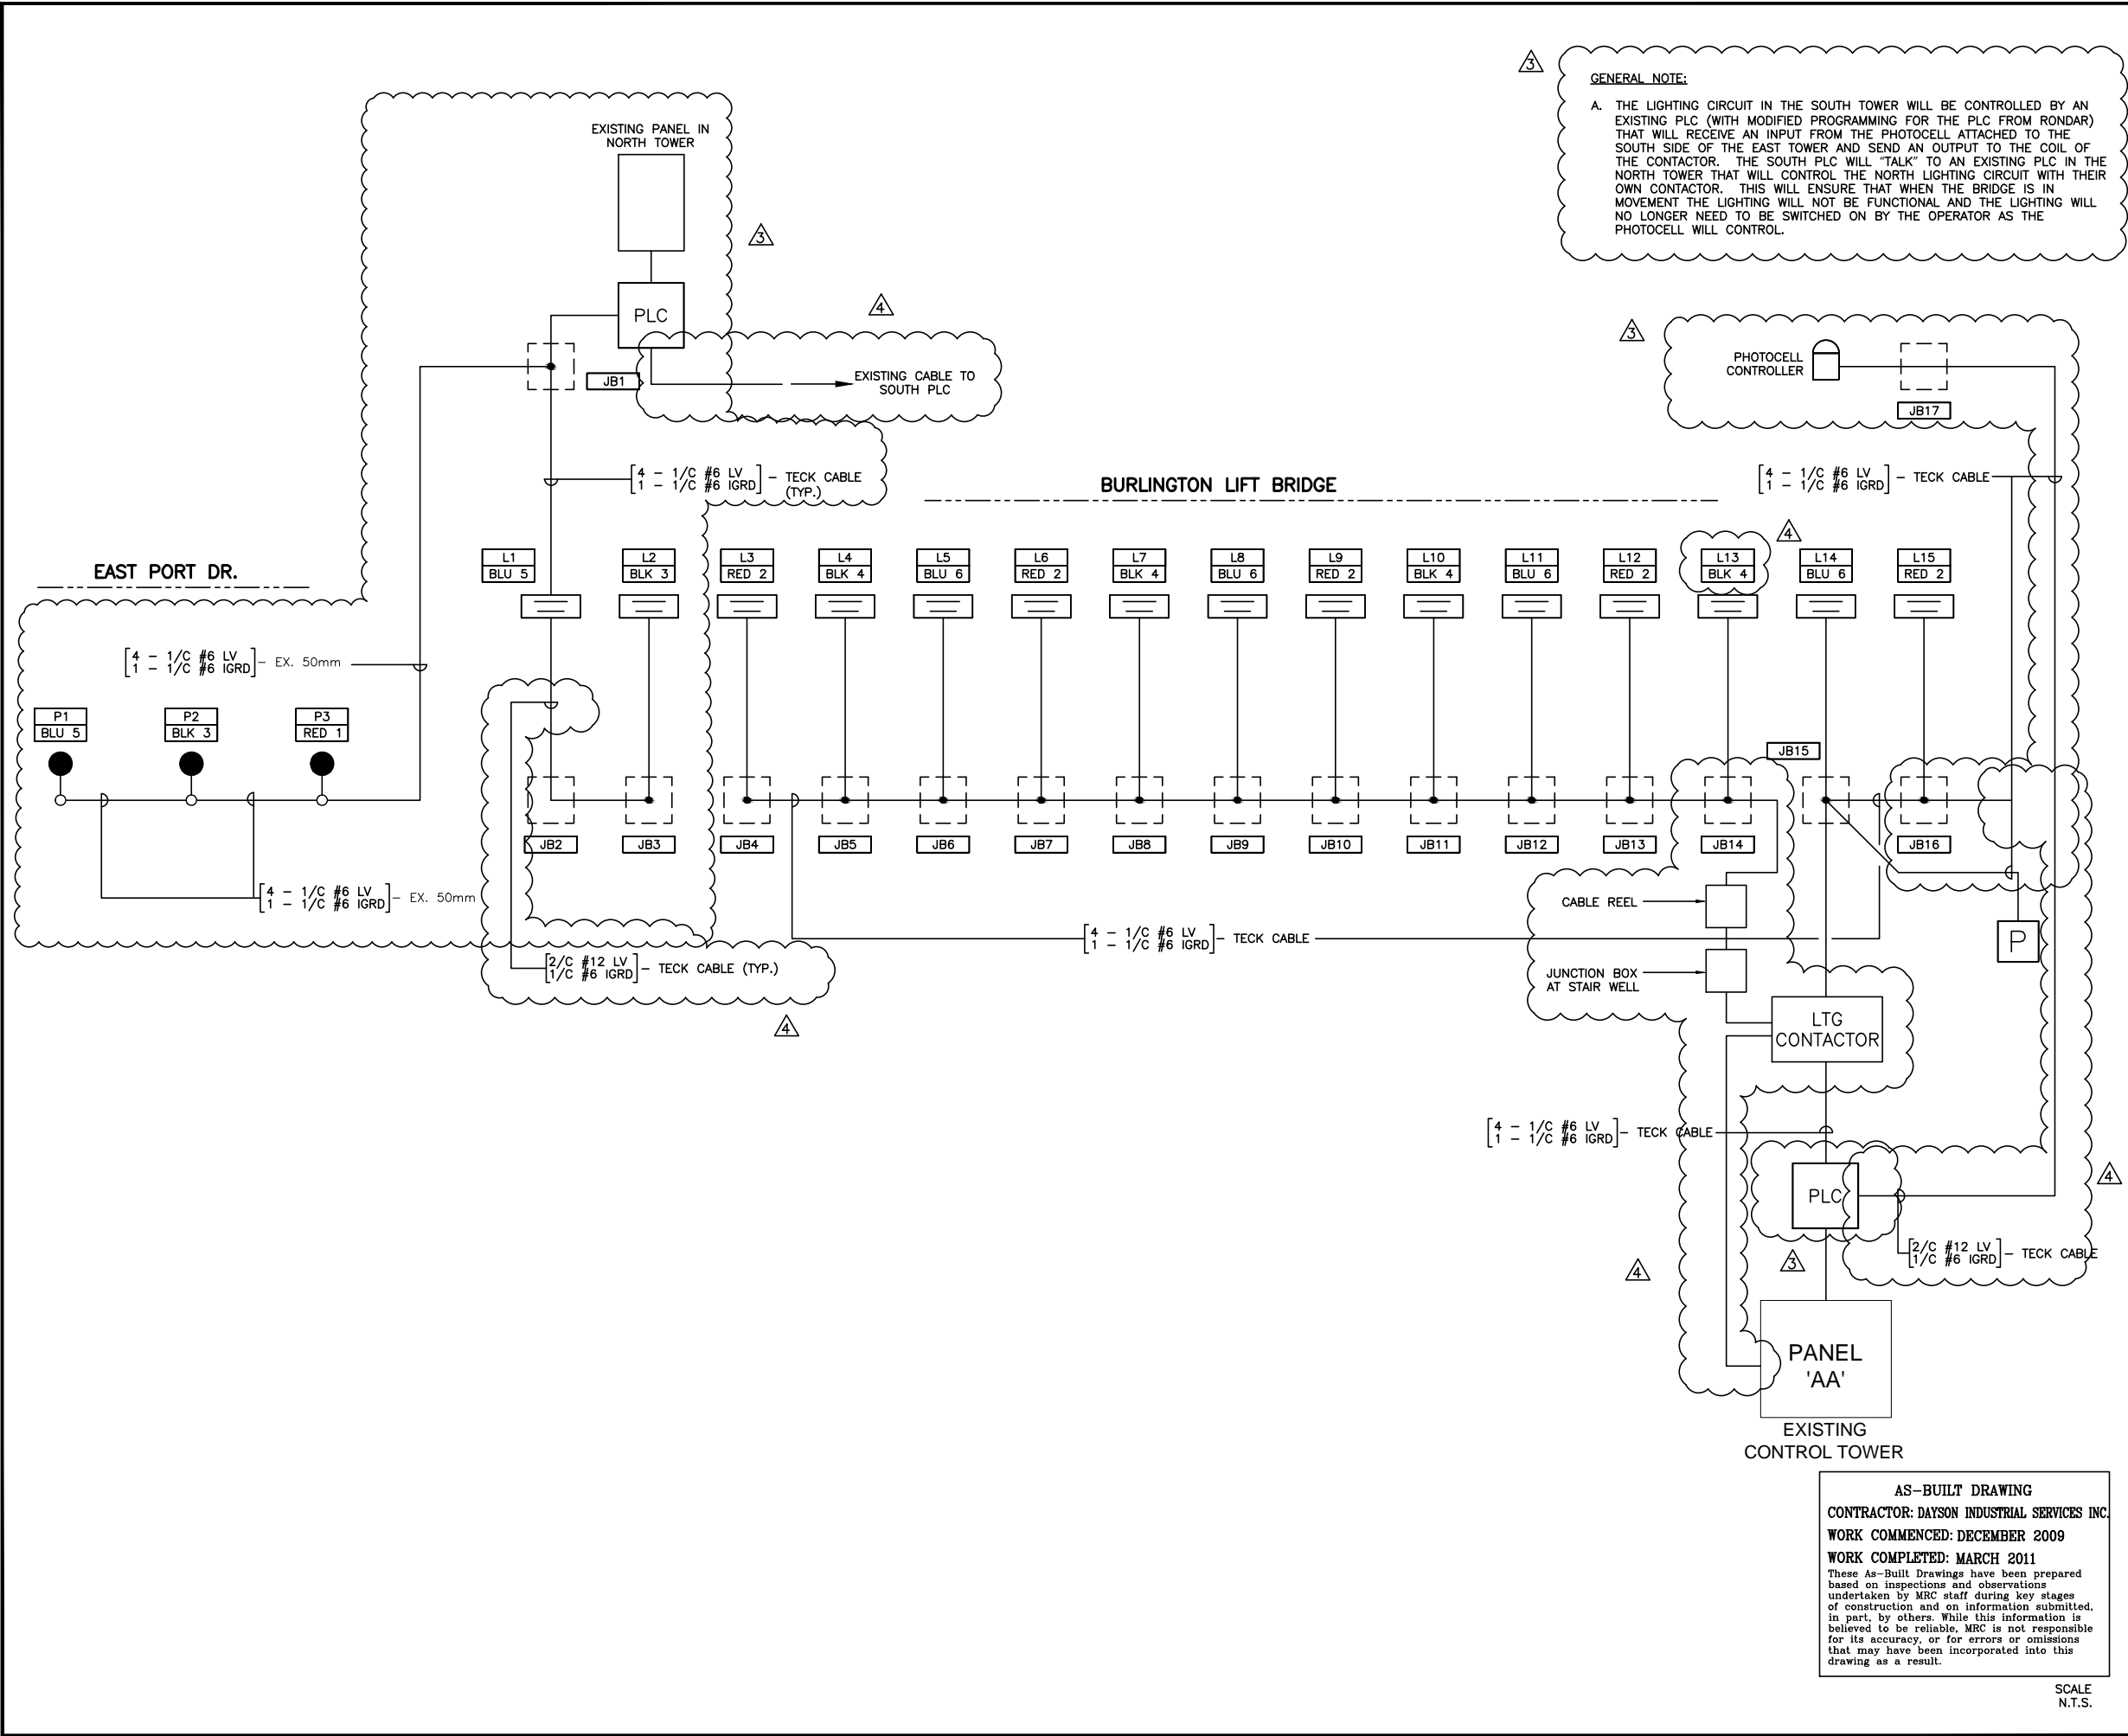 3
GENERAL NOTE:
A. THE LIGHTING CIRCUIT IN THE SOUTH TOWER WILL BE CONTROLLED BY AN
EXISTING PLC (WITH MODIFIED PROGRAMMING FOR THE PLC FROM RONDAR)
THAT WILL RECEIVE AN INPUT FROM THE PHOTOCELL ATTACHED TO THE
SOUTH SIDE OF THE EAST TOWER AND SEND AN OUTPUT TO THE COIL OF
THE CONTACTOR. THE SOUTH PLC WILL "TALK" TO AN EXISTING PLC IN THE
NORTH TOWER THAT WILL CONTROL THE NORTH LIGHTING CIRCUIT WITH THEIR
OWN CONTACTOR. THIS WILL ENSURE THAT WHEN THE BRIDGE IS IN
MOVEMENT THE LIGHTING WILL NOT BE FUNCTIONAL AND THE LIGHTING WILL
NO LONGER NEED TO BE SWITCHED ON BY THE OPERATOR AS THE
PHOTOCELL WILL CONTROL.
EXISTING PANEL IN
NORTH TOWER
3
PLC
4
JB1
EXISTING CABLE TO
SOUTH PLC
3
PHOTOCELL
CONTROLLER
JB17
4 - 1/C #6 LV
1 - 1/C #6 IGRD
- TECK CABLE
(TYP.)
BURLINGTON LIFT BRIDGE
4 - 1/C #6 LV
1 - 1/C #6 IGRD
- TECK CABLE
4
EAST PORT DR.
L1
BLU 5
L2
BLK 3
L3
RED 2
L4
BLK 4
L5
BLU 6
L6
RED 2
L7
BLK 4
L8
BLU 6
L9
RED 2
L10
BLK 4
L11
BLU 6
L12
RED 2
L13
BLK 4
L14
BLU 6
L15
RED 2
4 - 1/C #6 LV
1 - 1/C #6 IGRD
- EX. 50mm
P1
BLU 5
P2
BLK 3
P3
RED 1
JB15
JB2
JB3
JB4
JB5
JB6
JB7
JB8
JB9
JB10
JB11
JB12
JB13
JB14
JB16
4 - 1/C #6 LV
1 - 1/C #6 IGRD
- EX. 50mm
CABLE REEL
4 - 1/C #6 LV
1 - 1/C #6 IGRD
- TECK CABLE
P
2/C #12 LV
1/C #6 IGRD
- TECK CABLE (TYP.)
JUNCTION BOX
AT STAIR WELL
4
LTG
CONTACTOR
4 - 1/C #6 LV
1 - 1/C #6 IGRD
- TECK CABLE
4
PLC
2/C #12 LV
1/C #6 IGRD
- TECK CABLE
3
4
PANEL
'AA'
EXISTING
CONTROL TOWER
AS-BUILT DRAWING
CONTRACTOR: DAYSON INDUSTRIAL SERVICES INC.
WORK COMMENCED: DECEMBER 2009
WORK COMPLETED: MARCH 2011
These As-Built Drawings have been prepared
based on inspections and observations
undertaken by MRC staff during key stages
of construction and on information submitted,
in part, by others. While this information is
believed to be reliable, MRC is not responsible
for its accuracy, or for errors or omissions
that may have been incorporated into this
drawing as a result.
SCALE
N.T.S.